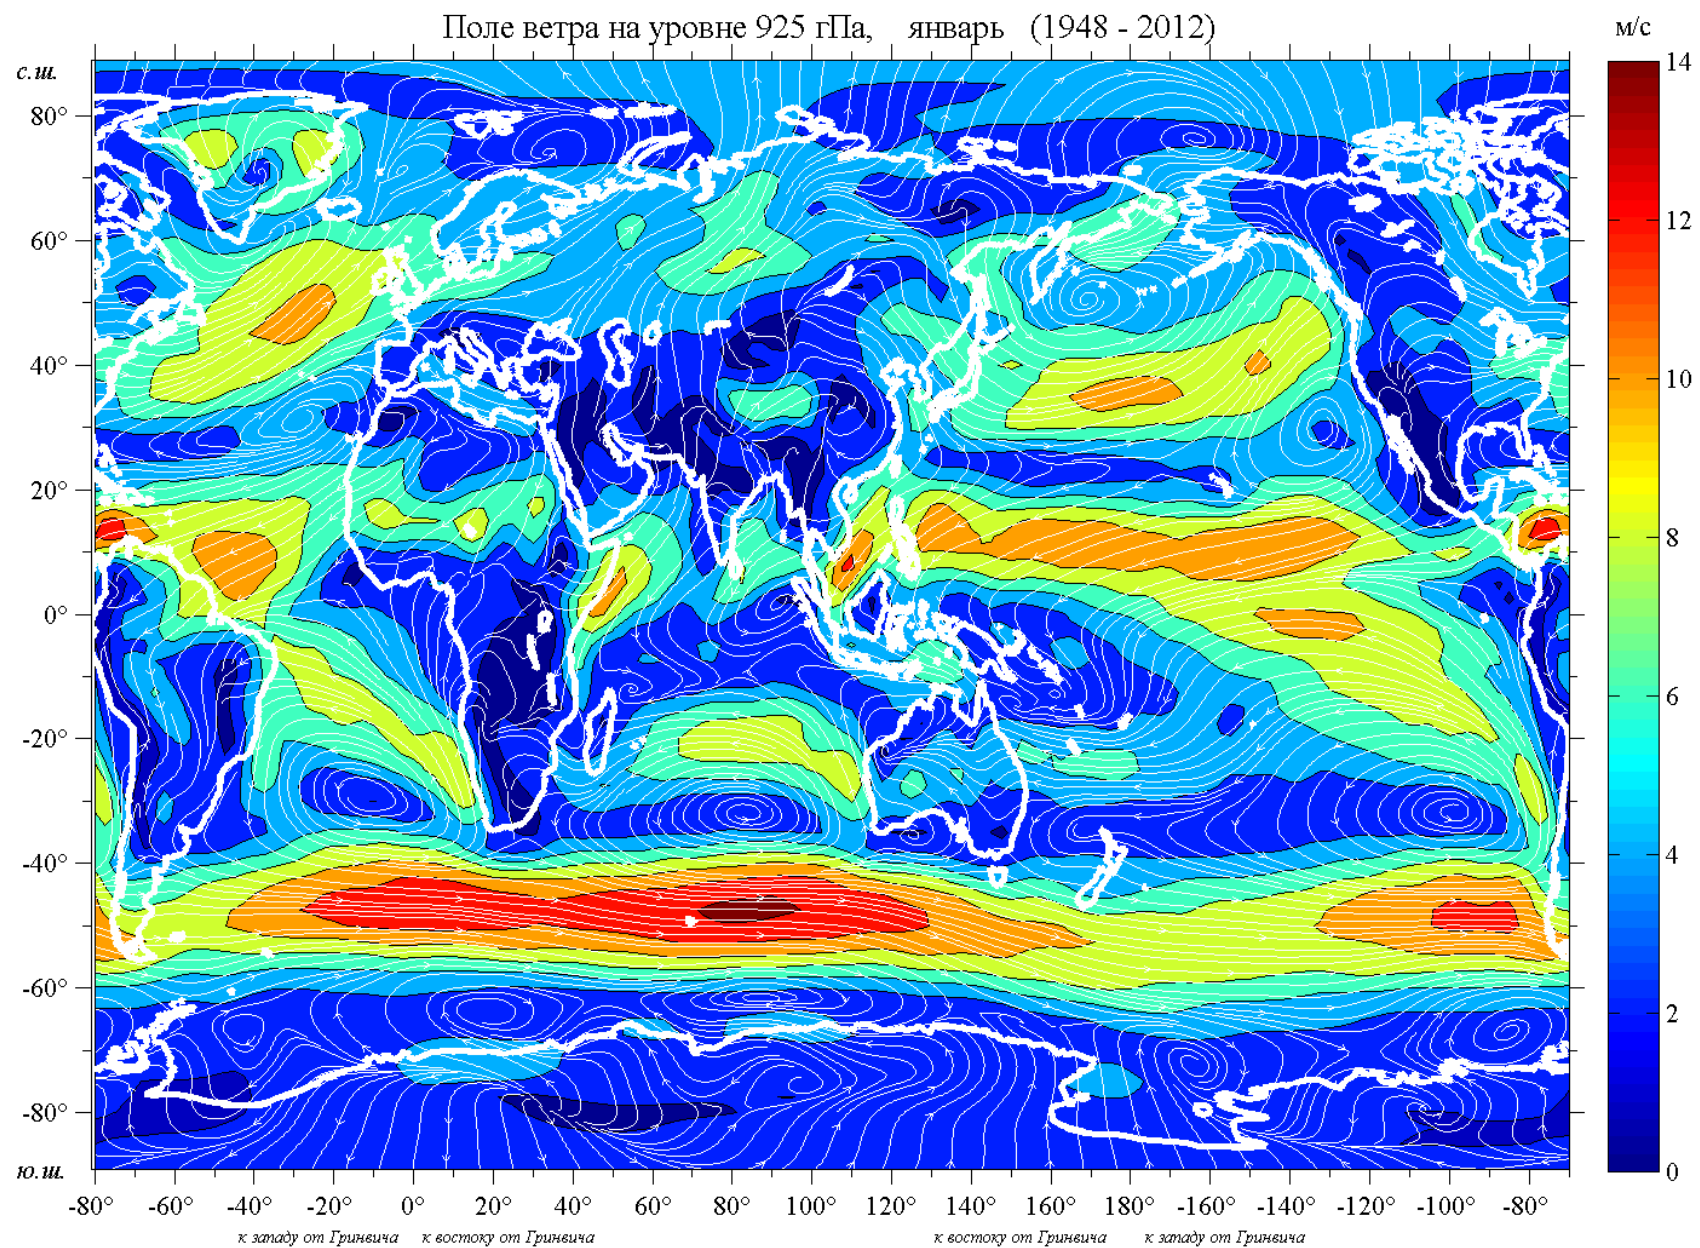 Поле ветра на уровне 925 гПа, январь (1948 - 2012)
м/с
с.ш.
80°
60°
40°
20°
0°
-20°
-40°
-60°
-80°
ю.ш.
-80° -60° -40° -20° 0° 20° 40° 60° 80° 100° 120° 140° 160° 180° -160° -140° -120° -100° -80°
к западу от Гринвича к востоку от Гринвича к востоку от Гринвича к западу от Гринвича
14
12
10
8
6
4
2
0